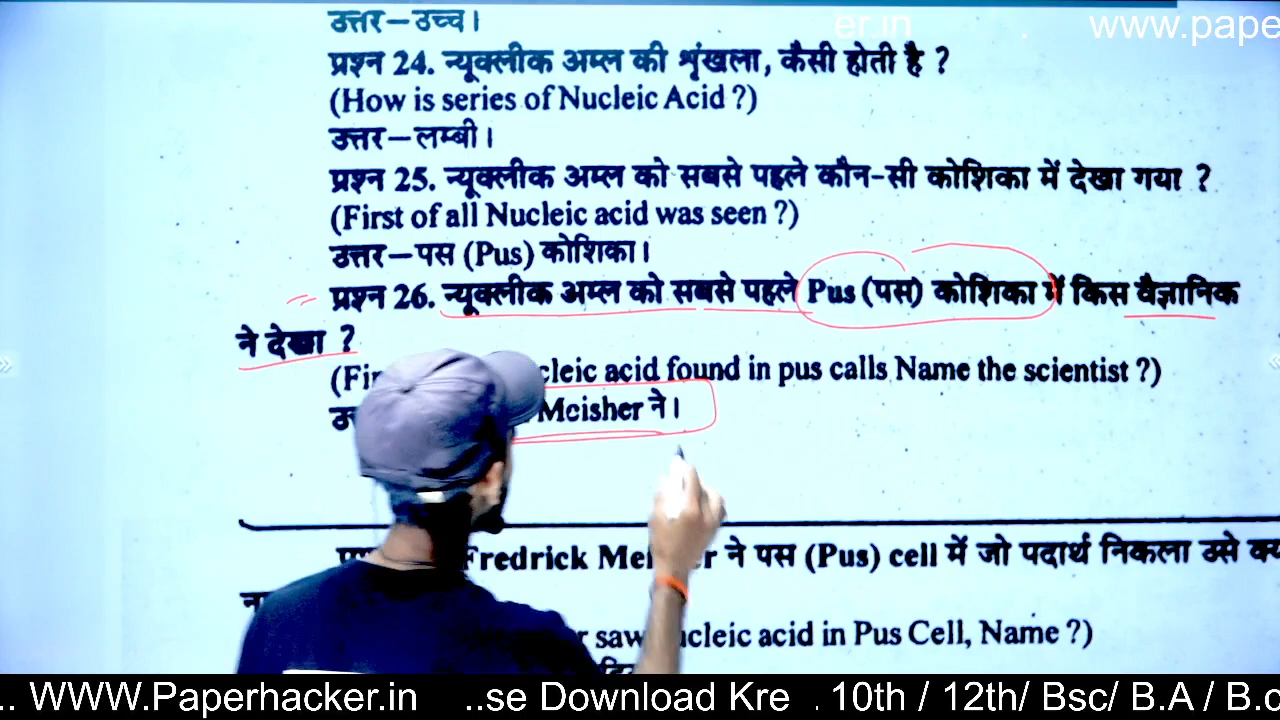 er.in . www.pape
उत्तर–उच्च।
प्रश्न 24. न्यूक्लीक अम्ल की शृंखला, कैसी होती है ?
(How is series of Nucleic Acid ?)
उत्तर–लम्बी।
प्रश्न 25. न्यूक्लीक अम्ल को सबसे पहले कौन-सी कोशिका में देखा गया ?
(First of all Nucleic acid was seen ?)
उत्तर–पस (Pus) कोशिका।
प्रश्न 26. न्यूक्लीक अम्ल को सबसे पहले Pus (पस) कोशिका में किस वैज्ञानिक
ने देखा ?
(Fir cleic acid found in pus calls Name the scientist ?)
Meisher ने।
Fredrick Mei r ने पस (Pus) cell में जो पदार्थ निकला उसे
r saw ucleic acid in Pus Cell, Name ?)
.. WWW.Paperhacker.in ..se Download Kre . 10th / 12th/ Bsc/ B.A / B.c